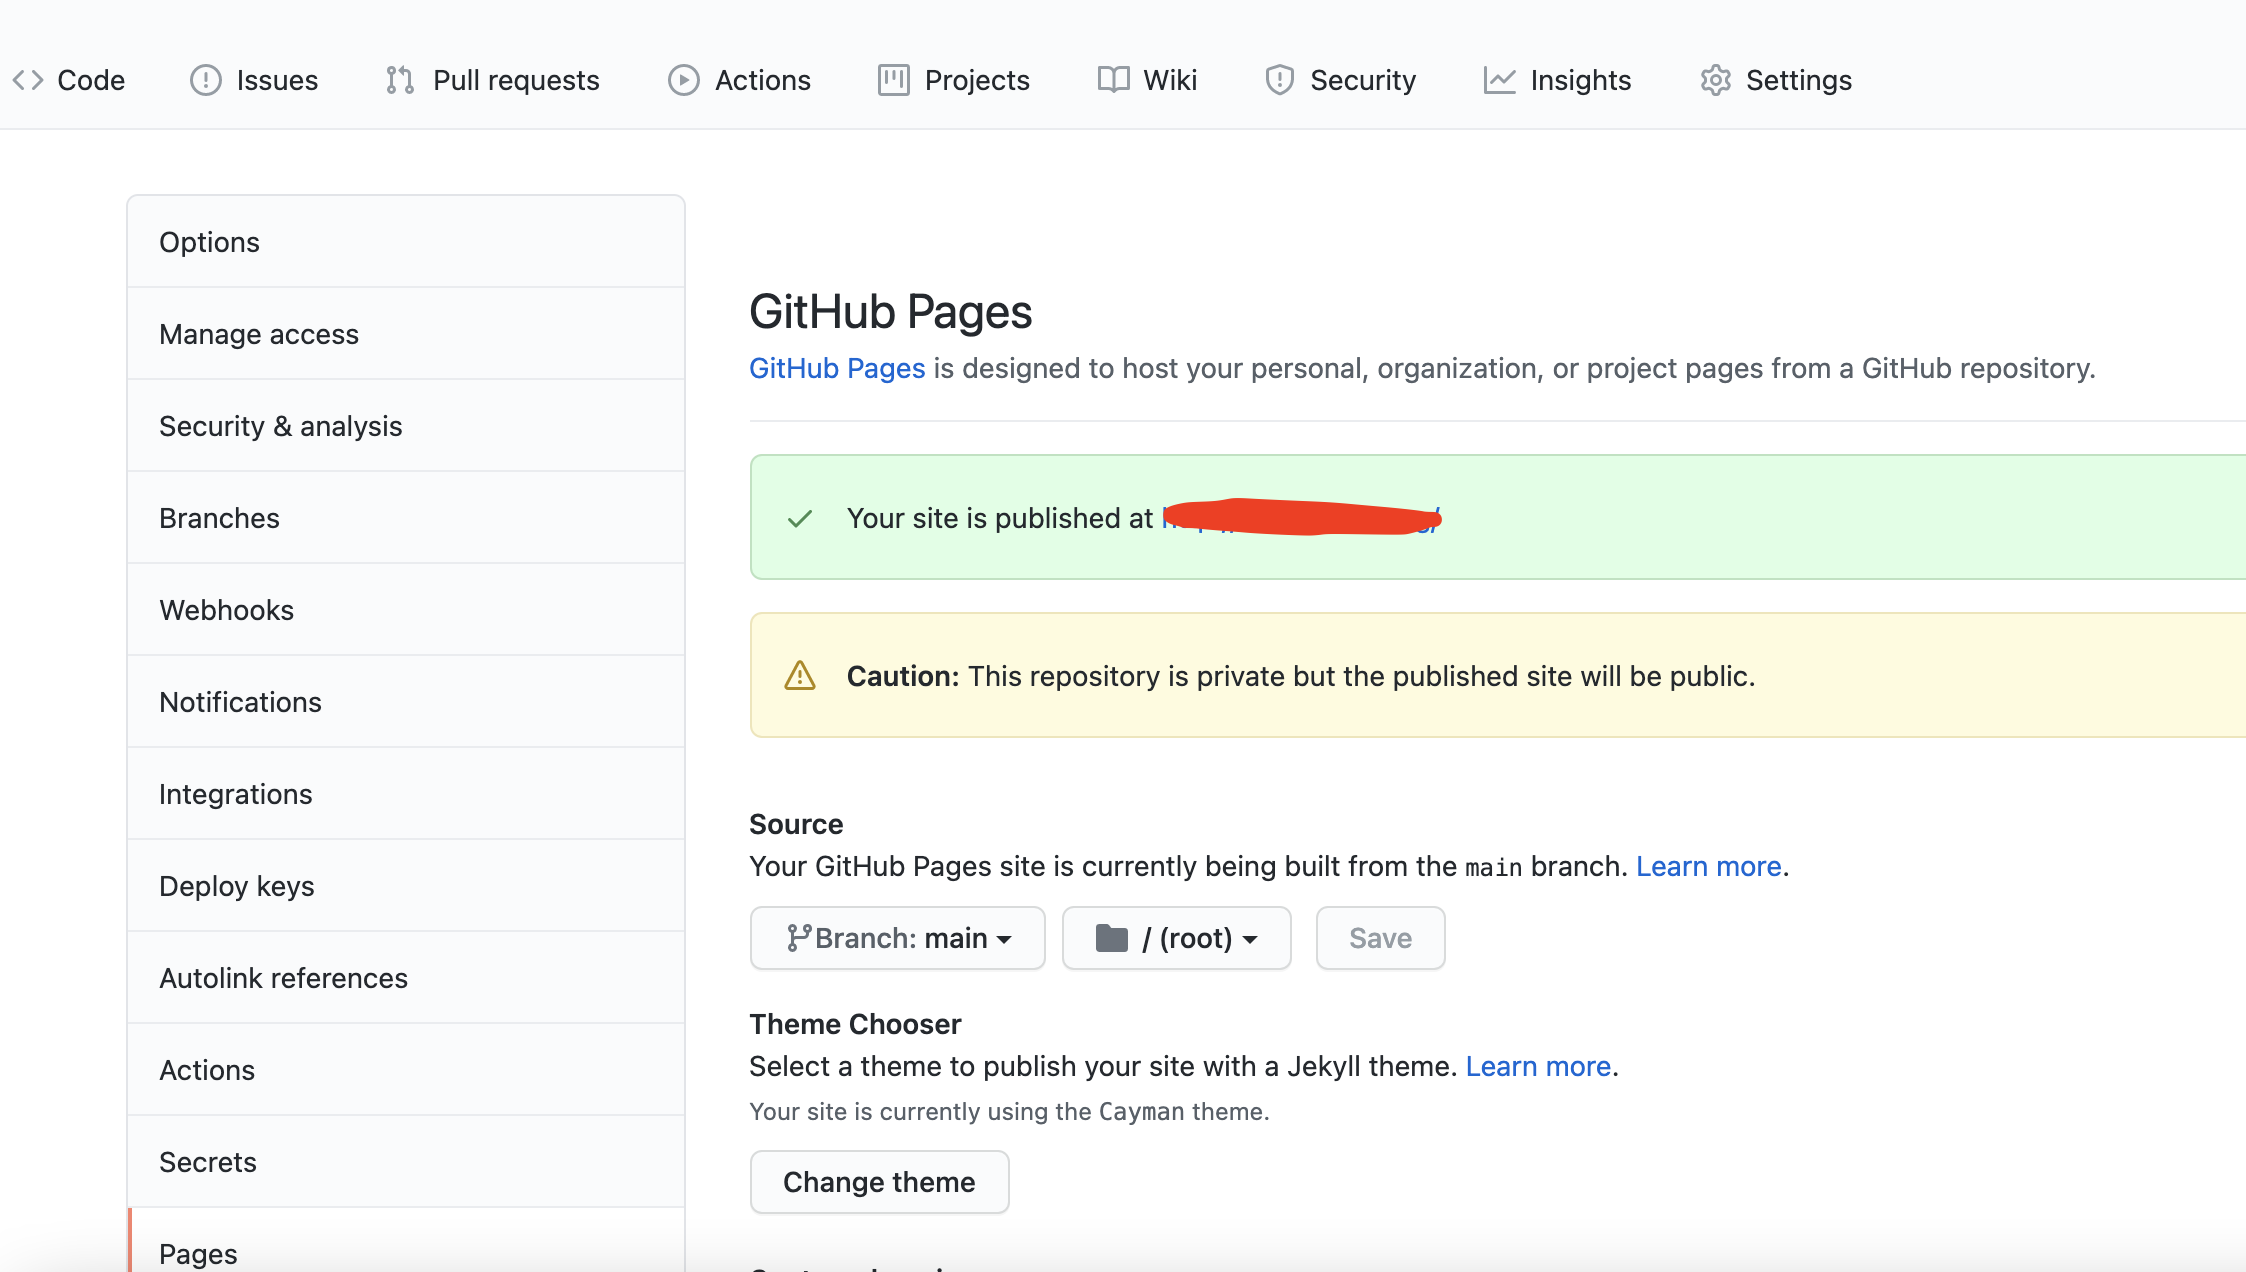 Code Issues Pull requests Actions Projects Wiki Security Insights Settings
Options
Manage access
Security & analysis
Branches
Webhooks
Notifications
Integrations
Deploy keys
Autolink references
Actions
Secrets
Pages
GitHub Pages
GitHub Pages is designed to host your personal, organization, or project pages from a GitHub repository.
Your site is published at
Caution: This repository is private but the published site will be public.
Source
Your GitHub Pages site is currently being built from the main branch. Learn more.
Branch: main / (root) Save
Theme Chooser
Select a theme to publish your site with a Jekyll theme. Learn more.
Your site is currently using the Cayman theme.
Change theme